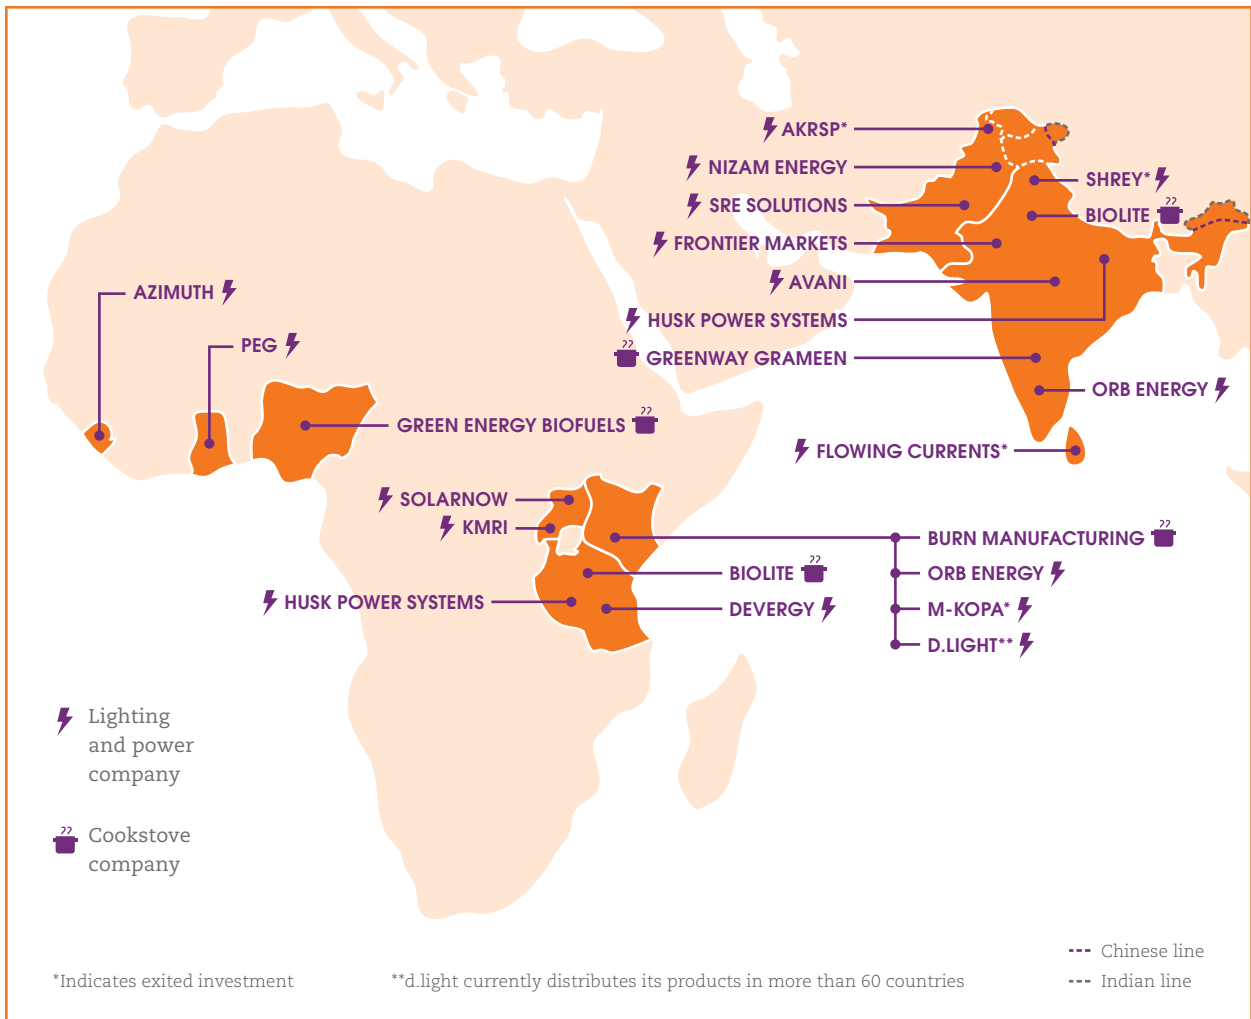 AKRSP*
NIZAM ENERGY
SRE SOLUTIONS
FRONTIER MARKETS
AVANI
HUSK POWER SYSTEMS
GREENWAY GRAMEEN
SHREY*
BIOLITE
ORB ENERGY
FLOWING CURRENTS*
AZIMUTH
PEG
GREEN ENERGY BIOFUELS
SOLARNOW
KMRI
HUSK POWER SYSTEMS
BIOLITE
DEVERGY
BURN MANUFACTURING
ORB ENERGY
M-KOPA*
D.LIGHT**
Lighting
and power
company
Cookstove
company
*Indicates exited investment
**d.light currently distributes its products in more than 60 countries
Chinese line
Indian line